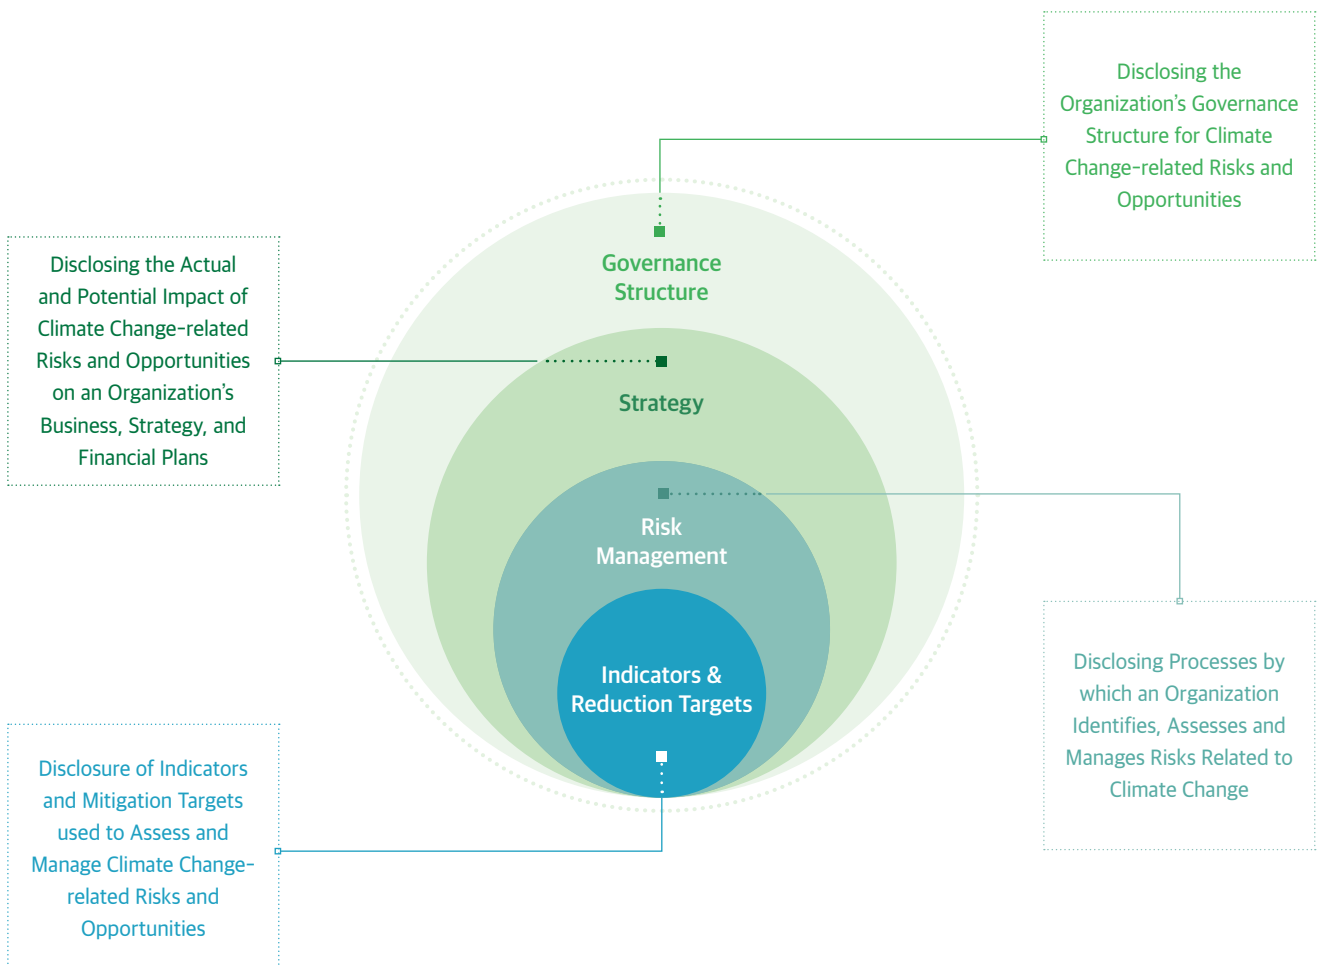 Disclosing the
Organization's Governance
Structure for Climate
Change-related Risks and
Opportunities
Governance
Structure
Disclosing the Actual
and Potential Impact of
Climate Change-related
Risks and Opportunities
on an Organization's
Business, Strategy, and
Financial Plans
Strategy
Risk
Management
Indicators &
Reduction Targets
Disclosing Processes by
which an Organization
Identifies, Assesses and
Manages Risks Related to
Climate Change
Disclosure of Indicators
and Mitigation Targets
used to Assess and
Manage Climate Change-
related Risks and
Opportunities